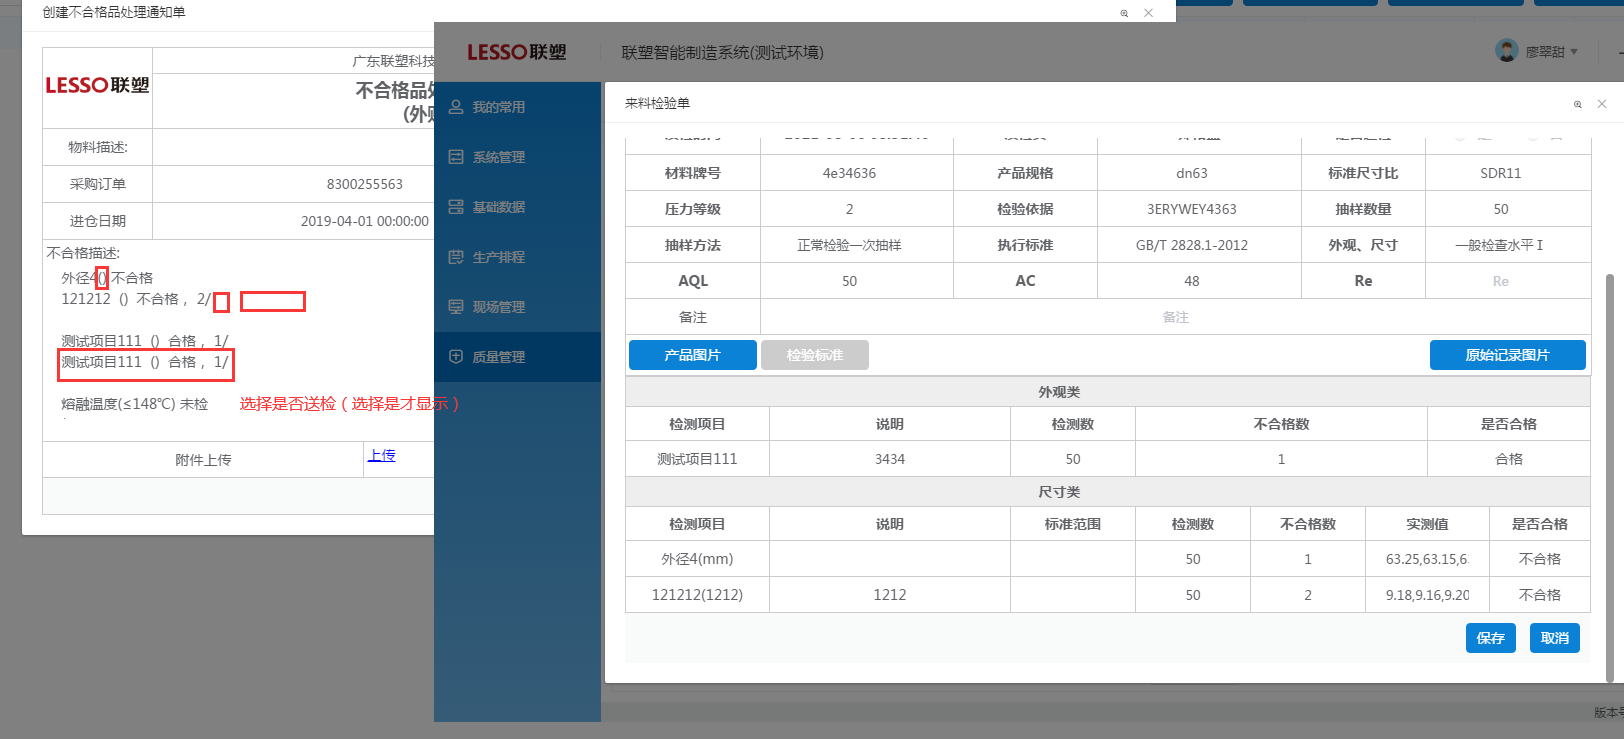 创建不合格品处理通知单
LESSO联塑
广东联塑科技
不合格品
(外
物料描述:
采购订单
8300255563
进仓日期
2019-04-01 00:00:00
不合格描述:
外径4() 不合格
121212 () 不合格 ，2/
测试项目111 () 合格 ，1/
测试项目111 () 合格 ，1/
熔融温度(≤148℃) 未检
选择是否送检（选择是才显示）
附件上传
上传
LESSO联塑
联塑智能制造系统(测试环境)
廖翠甜
我的常用
系统管理
基础数据
生产排程
现场管理
质量管理
来料检验单
材料牌号 4e34636 产品规格 dn63 标准尺寸比 SDR11
压力等级 2 检验依据 3ERYWEY4363 抽样数量 50
抽样方法 正常检验一次抽样 执行标准 GB/T 2828.1-2012 外观、尺寸 一般检查水平 I
AQL 50 AC 48 Re Re
备注 备注
产品图片 检验标准 原始记录图片
外观类
检测项目 说明 检测数 不合格数 是否合格
测试项目111 3434 50 1 合格
尺寸类
检测项目 说明 标准范围 检测数 不合格数 实测值 是否合格
外径4(mm) 50 1 63.25,63.15,6 不合格
121212(1212) 1212 50 2 9.18,9.16,9.20 不合格
保存 取消
版本号